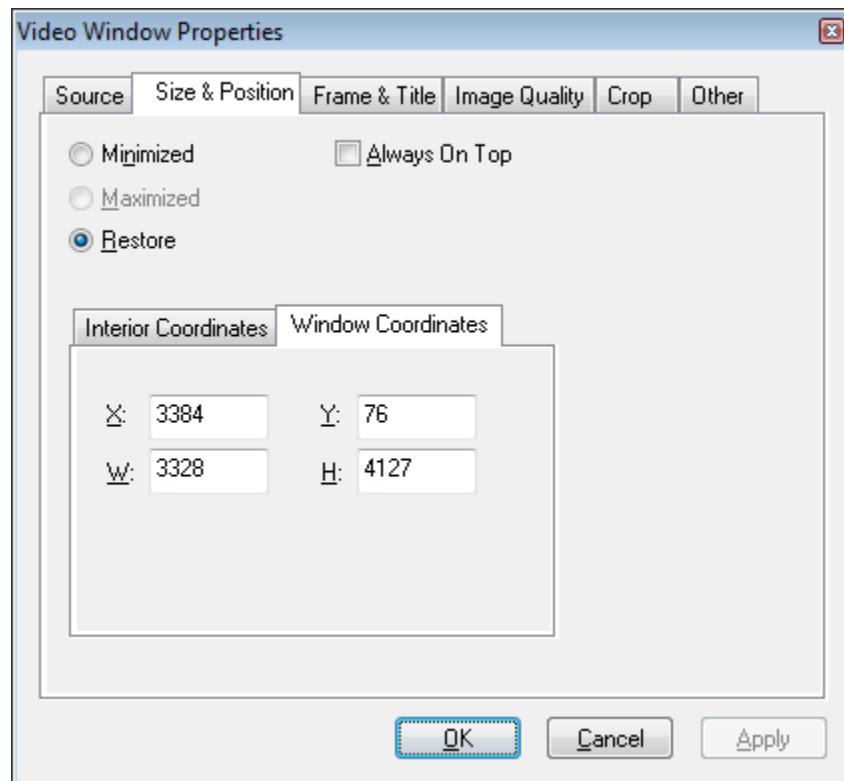 Video Window Properties
Source Size & Position Frame & Title Image Quality Crop Other
Minimized Always On Top
Maximized
Restore
Interior Coordinates Window Coordinates
X: 3384 Y: 76
W: 3328 H: 4127
OK Cancel Apply